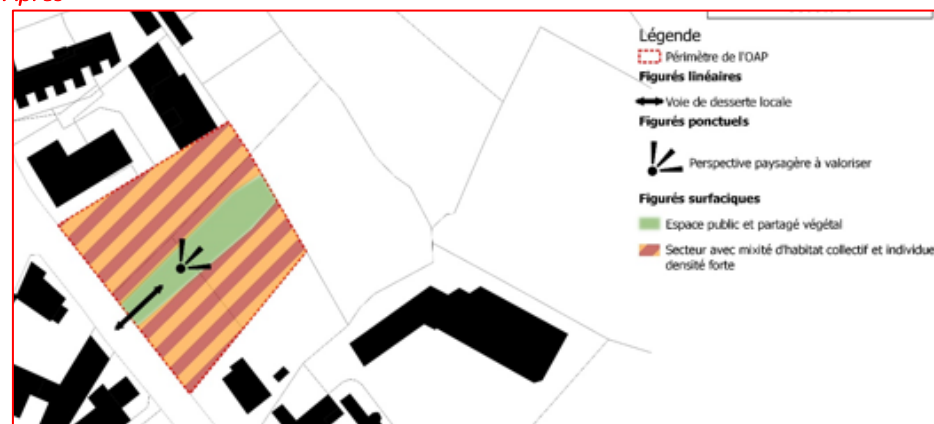 Après
Légende
Périmètre de l'OAP
Figurés linéaires
Voie de desserte locale
Figurés ponctuels
Perspective paysagère à valoriser
Figurés surfaciques
Espace public et partagé végétal
Secteur avec mixité d'habitat collectif et individue
densité forte